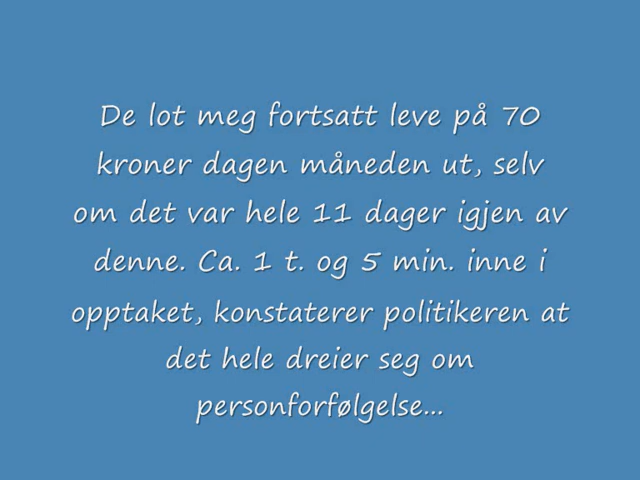 De lot meg fortsatt leve på 70
kroner dagen måneden ut, selv
om det var hele 11 dager igjen av
denne. Ca. 1 t. og 5 min. inne i
opptaket, konstaterer politikeren at
det hele dreier seg om
personforfølgelse...